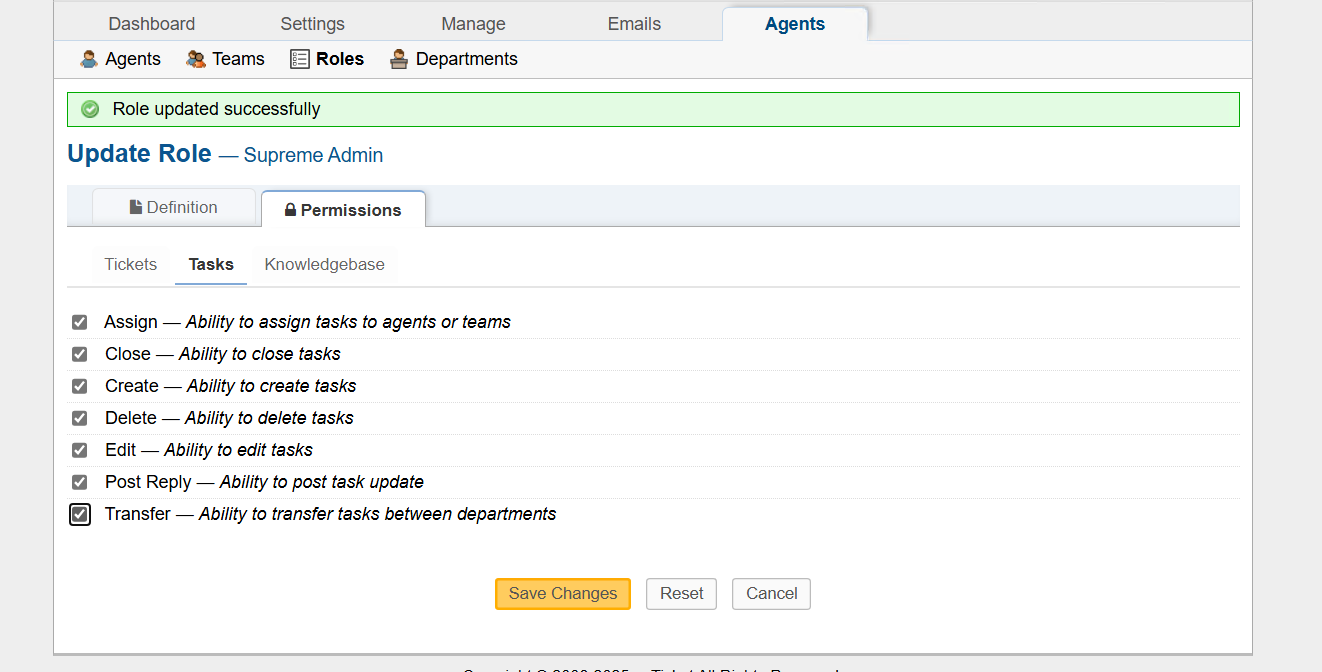 Dashboard Settings Manage Emails Agents
Agents Teams Roles Departments
Role updated successfully
Update Role — Supreme Admin
Definition Permissions
Tickets Tasks Knowledgebase
Assign — Ability to assign tasks to agents or teams
Close — Ability to close tasks
Create — Ability to create tasks
Delete — Ability to delete tasks
Edit — Ability to edit tasks
Post Reply — Ability to post task update
Transfer — Ability to transfer tasks between departments
Save Changes Reset Cancel